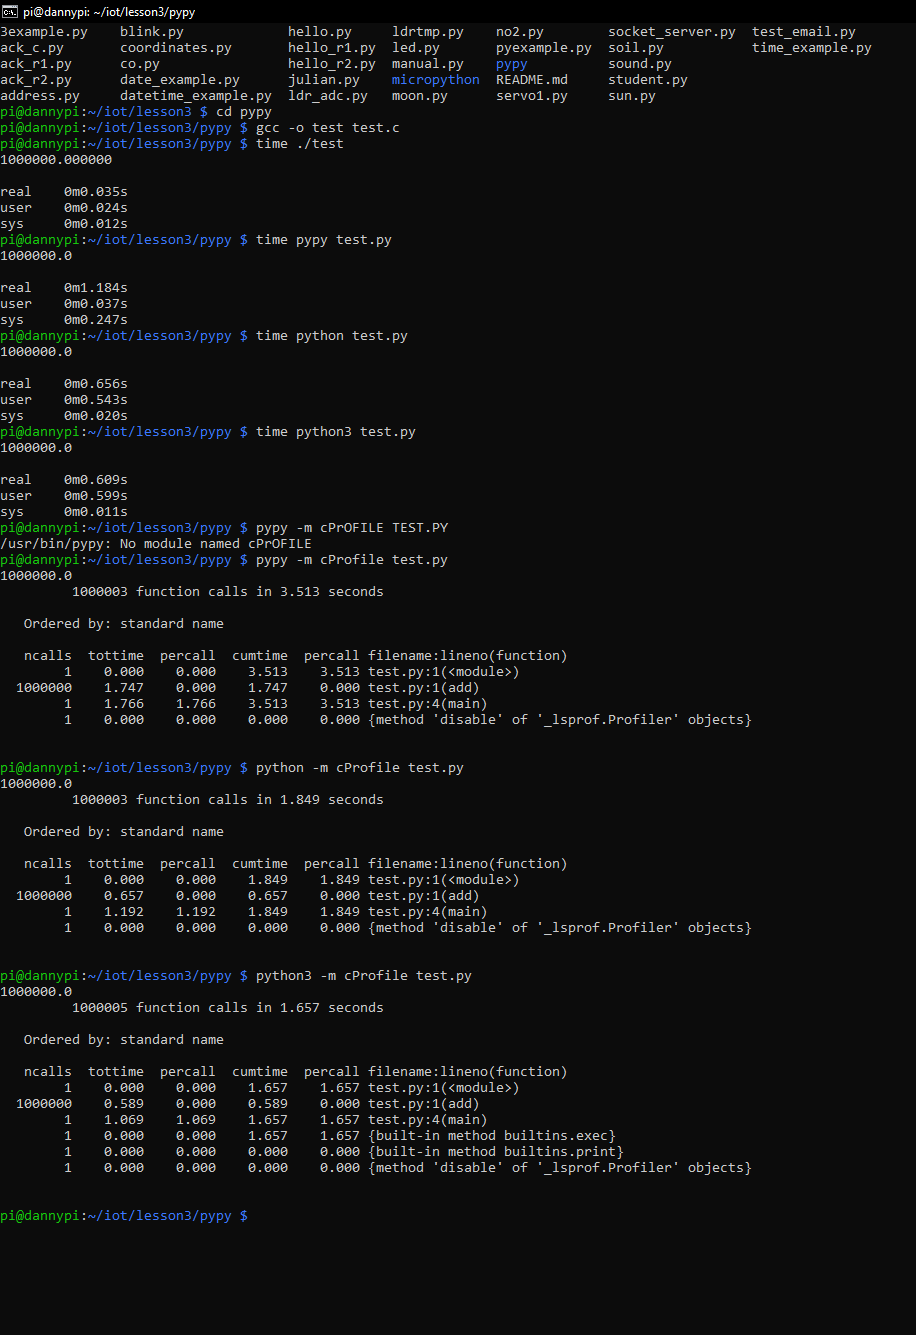 pi@dannypi: ~/iot/lesson3/pypy
3example.py    blink.py             hello.py     ldrtmp.py    no2.py        socket_server.py  test_email.py
ack_c.py       coordinates.py       hello_r1.py  led.py       pyexample.py  soil.py           time_example.py
ack_r1.py      co.py                hello_r2.py  manual.py    pypy          sound.py
ack_r2.py      date_example.py      julian.py    micropython  README.md     student.py
address.py     datetime_example.py  ldr_adc.py   moon.py      servo1.py     sun.py
pi@dannypi:~/iot/lesson3 $ cd pypy
pi@dannypi:~/iot/lesson3/pypy $ gcc -o test test.c
pi@dannypi:~/iot/lesson3/pypy $ time ./test
1000000.000000

real    0m0.035s
user    0m0.024s
sys     0m0.012s
pi@dannypi:~/iot/lesson3/pypy $ time pypy test.py
1000000.0

real    0m1.184s
user    0m0.037s
sys     0m0.247s
pi@dannypi:~/iot/lesson3/pypy $ time python test.py
1000000.0

real    0m0.656s
user    0m0.543s
sys     0m0.020s
pi@dannypi:~/iot/lesson3/pypy $ time python3 test.py
1000000.0

real    0m0.609s
user    0m0.599s
sys     0m0.011s
pi@dannypi:~/iot/lesson3/pypy $ pypy -m cPrOFILE TEST.PY
/usr/bin/pypy: No module named cPrOFILE
pi@dannypi:~/iot/lesson3/pypy $ pypy -m cProfile test.py
1000000.0
         1000003 function calls in 3.513 seconds

   Ordered by: standard name

   ncalls  tottime  percall  cumtime  percall filename:lineno(function)
        1    0.000    0.000    3.513    3.513 test.py:1(<module>)
  1000000    1.747    0.000    1.747    0.000 test.py:1(add)
        1    1.766    1.766    3.513    3.513 test.py:4(main)
        1    0.000    0.000    0.000    0.000 {method 'disable' of '_lsprof.Profiler' objects}

pi@dannypi:~/iot/lesson3/pypy $ python -m cProfile test.py
1000000.0
         1000003 function calls in 1.849 seconds

   Ordered by: standard name

   ncalls  tottime  percall  cumtime  percall filename:lineno(function)
        1    0.000    0.000    1.849    1.849 test.py:1(<module>)
  1000000    0.657    0.000    0.657    0.000 test.py:1(add)
        1    1.192    1.192    1.849    1.849 test.py:4(main)
        1    0.000    0.000    0.000    0.000 {method 'disable' of '_lsprof.Profiler' objects}

pi@dannypi:~/iot/lesson3/pypy $ python3 -m cProfile test.py
1000000.0
         1000005 function calls in 1.657 seconds

   Ordered by: standard name

   ncalls  tottime  percall  cumtime  percall filename:lineno(function)
        1    0.000    0.000    1.657    1.657 test.py:1(<module>)
  1000000    0.589    0.000    0.589    0.000 test.py:1(add)
        1    1.069    1.069    1.657    1.657 test.py:4(main)
        1    0.000    0.000    1.657    1.657 {built-in method builtins.exec}
        1    0.000    0.000    0.000    0.000 {built-in method builtins.print}
        1    0.000    0.000    0.000    0.000 {method 'disable' of '_lsprof.Profiler' objects}

pi@dannypi:~/iot/lesson3/pypy $